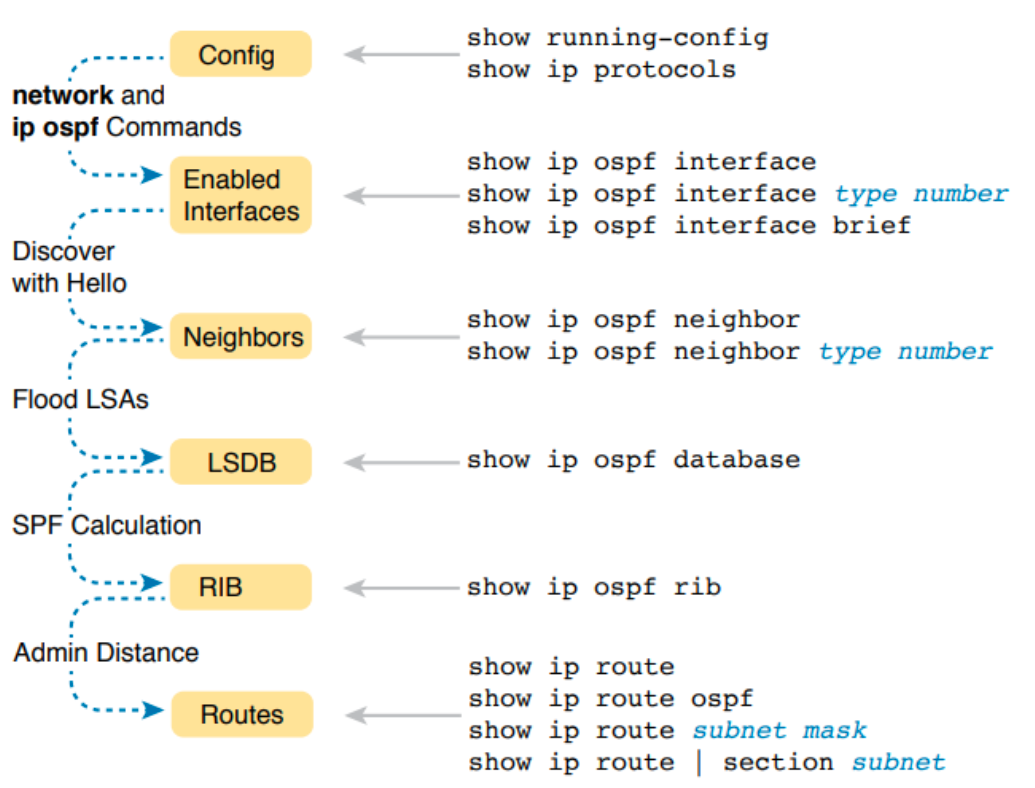 Config
show running-config
show ip protocols
network and
ip ospf Commands
Enabled
Interfaces
show ip ospf interface
show ip ospf interface type number
show ip ospf interface brief
Discover
with Hello
Neighbors
show ip ospf neighbor
show ip ospf neighbor type number
Flood LSAs
LSDB
show ip ospf database
SPF Calculation
RIB
show ip ospf rib
Admin Distance
Routes
show ip route
show ip route ospf
show ip route subnet mask
show ip route | section subnet